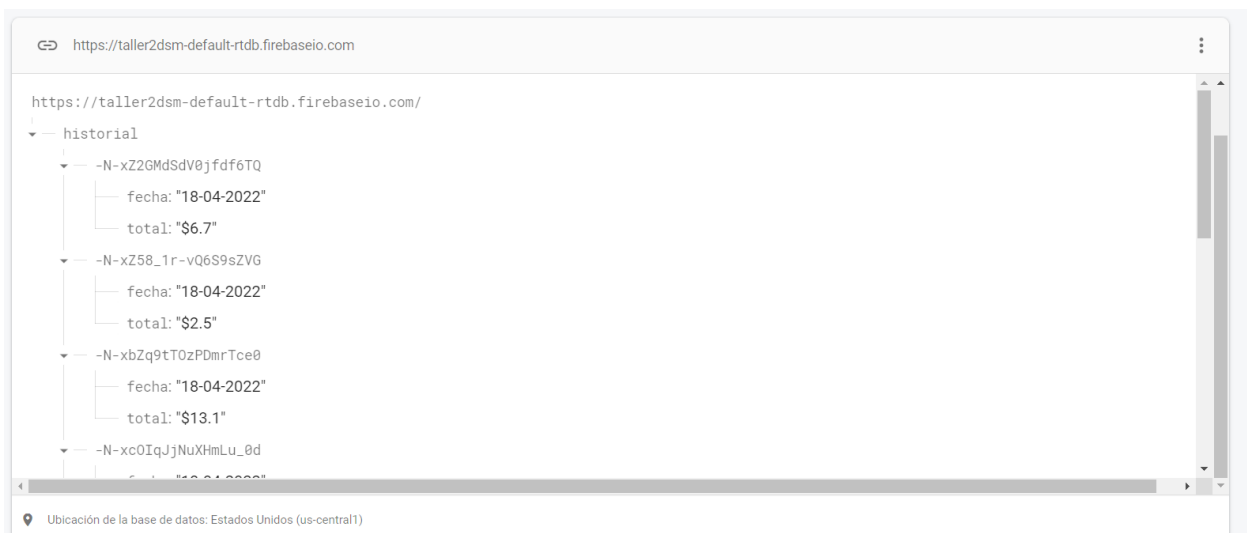 https://taller2dsm-default-rtdb.firebaseio.com
https://taller2dsm-default-rtdb.firebaseio.com/
historial
-N-xZ2GMdSdV0jfdf6TQ
fecha: "18-04-2022"
total: "$6.7"
-N-xZ58_1r-vQ6S9sZVG
fecha: "18-04-2022"
total: "$2.5"
-N-xbZq9tTOzPDmrTce0
fecha: "18-04-2022"
total: "$13.1"
-N-xcOIqJjNuXHmLu_0d
Ubicación de la base de datos: Estados Unidos (us-central1)